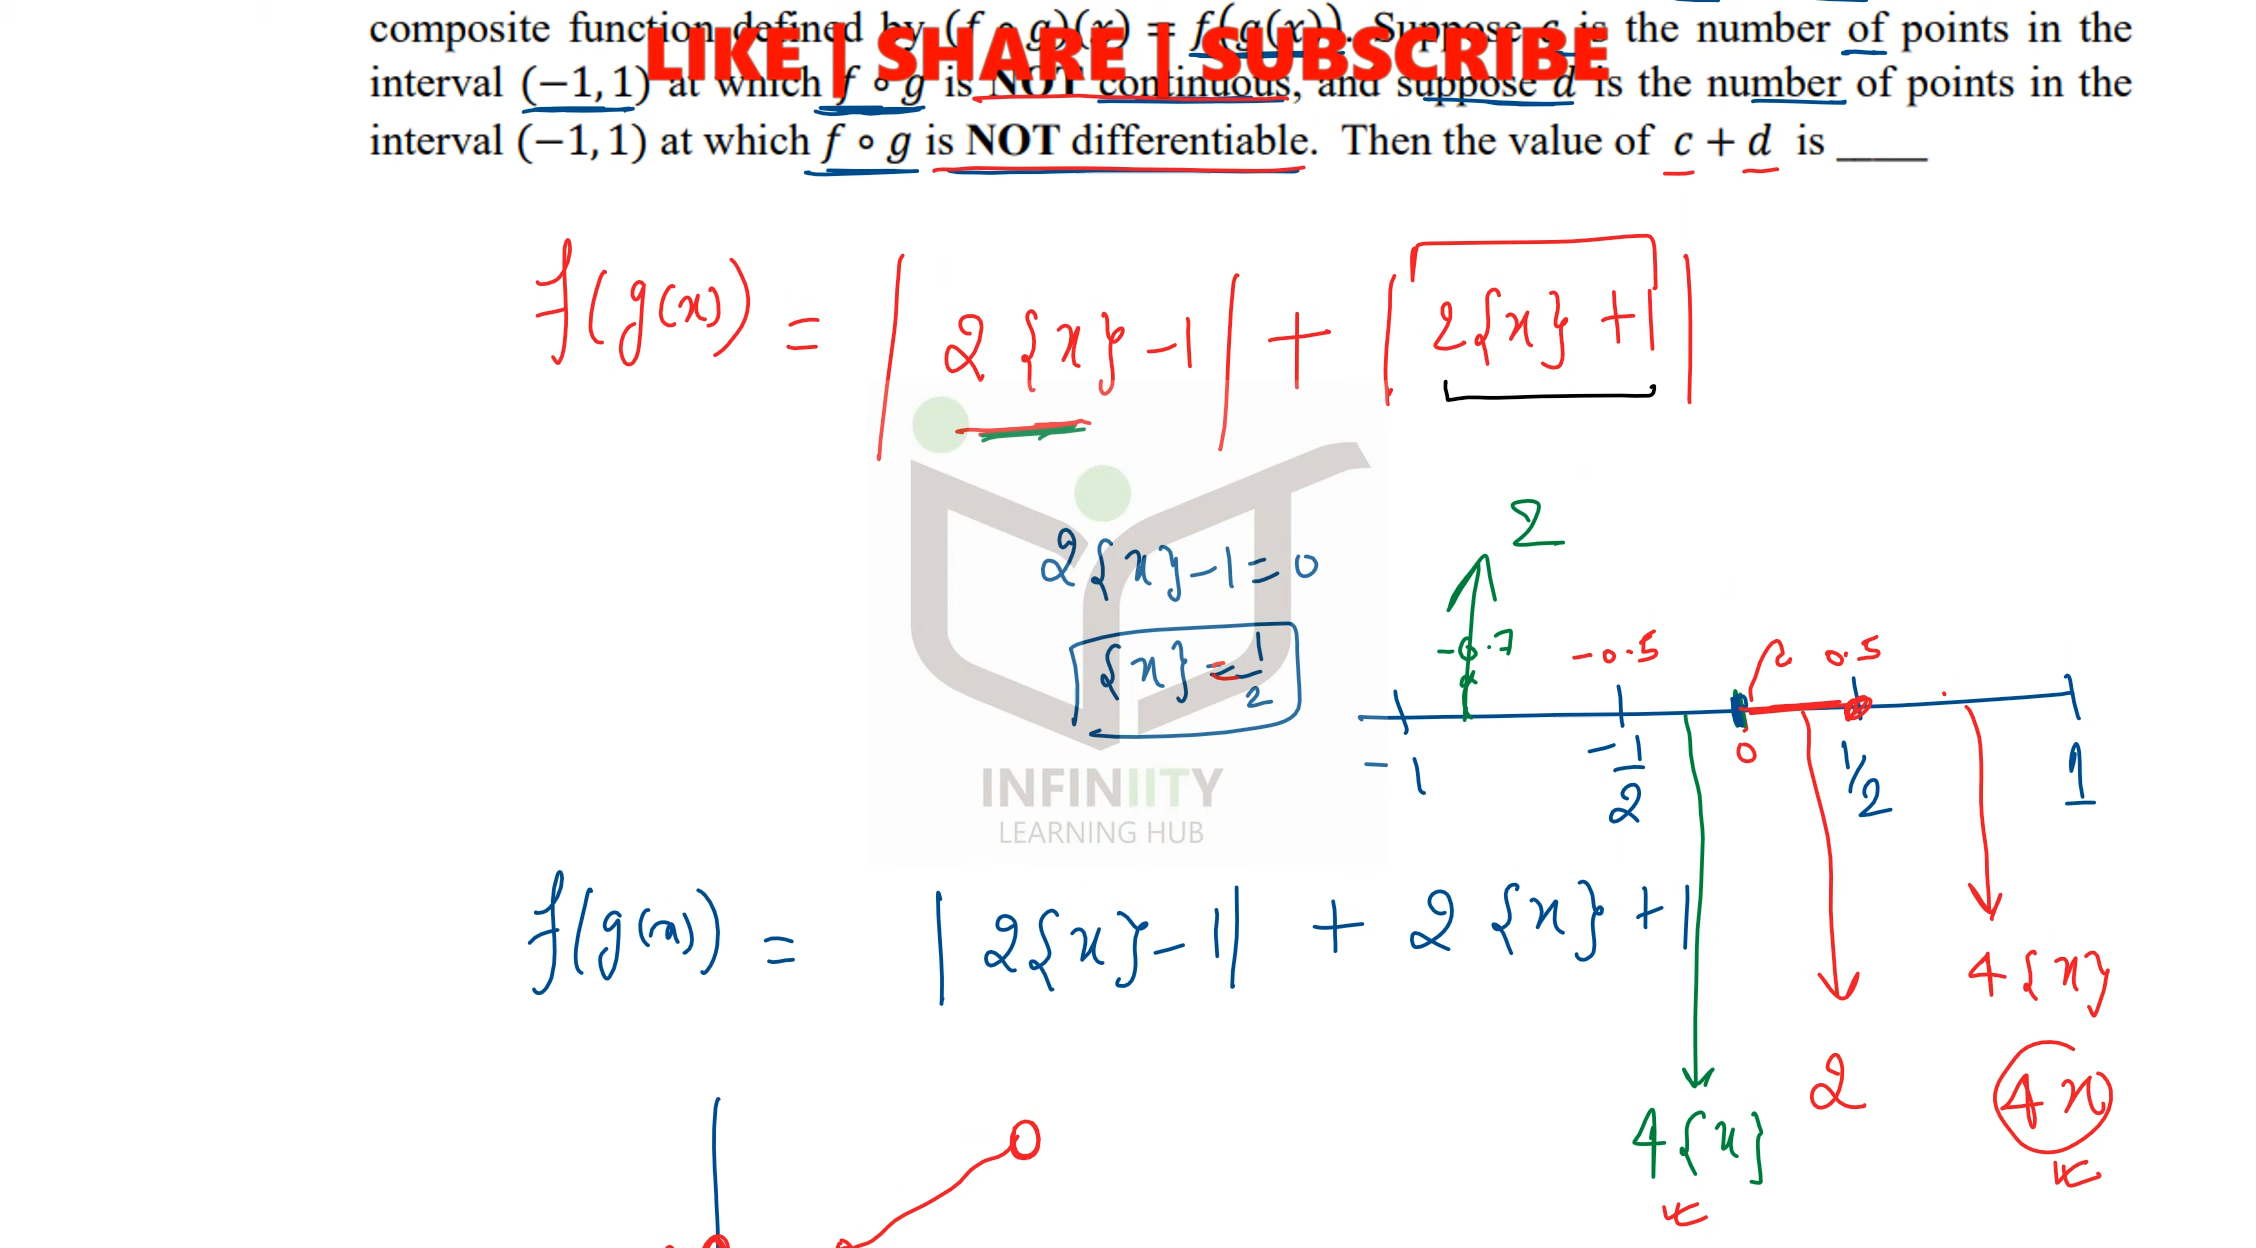 composite function defined by (f ∘ g)(x) = f(g(x)). Suppose c is the number of points in the
LIKE | SHARE | SUBSCRIBE
interval (−1, 1) at which f ∘ g is NOT continuous, and suppose d is the number of points in the
interval (−1, 1) at which f ∘ g is NOT differentiable. Then the value of c + d is _____
f(g(x)) = |2{x}-1| + |2{x}+1|
2
2{x}-1=0
-0.7 -0.5 0.5
{x} = 1/2
0
-1 -1/2 1/2 1
INFINIITY
LEARNING HUB
f(g(x)) = |2{x}-1| + 2{x}+1
4{x}
2
4x
4{x}